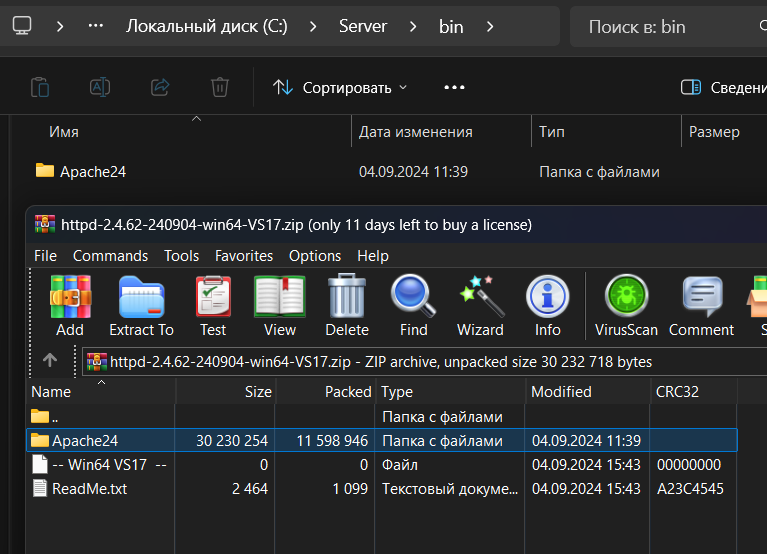 Локальный диск (C:) Server bin Поиск в: bin
Сортировать Сведени
Имя Дата изменения Тип Размер
Apache24 04.09.2024 11:39 Папка с файлами
httpd-2.4.62-240904-win64-VS17.zip (only 11 days left to buy a license)
File Commands Tools Favorites Options Help
Add Extract To Test View Delete Find Wizard Info VirusScan Comment S
httpd-2.4.62-240904-win64-VS17.zip - ZIP archive, unpacked size 30 232 718 bytes
Name Size Packed Type Modified CRC32
.. Папка с файлами
Apache24 30 230 254 11 598 946 Папка с файлами 04.09.2024 11:39
-- Win64 VS17 -- 0 0 Файл 04.09.2024 15:43 00000000
ReadMe.txt 2 464 1 099 Текстовый докуме... 04.09.2024 15:43 A23C4545